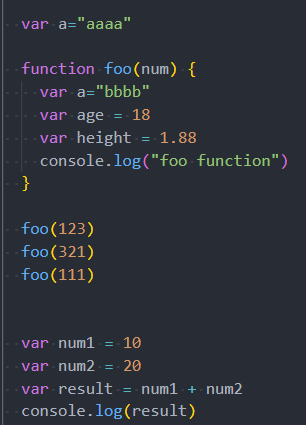 var a="aaaa"
function foo(num) {
var a="bbbb"
var age = 18
var height = 1.88
console.log("foo function")
}
foo(123)
foo(321)
foo(111)
var num1 = 10
var num2 = 20
var result = num1 + num2
console.log(result)